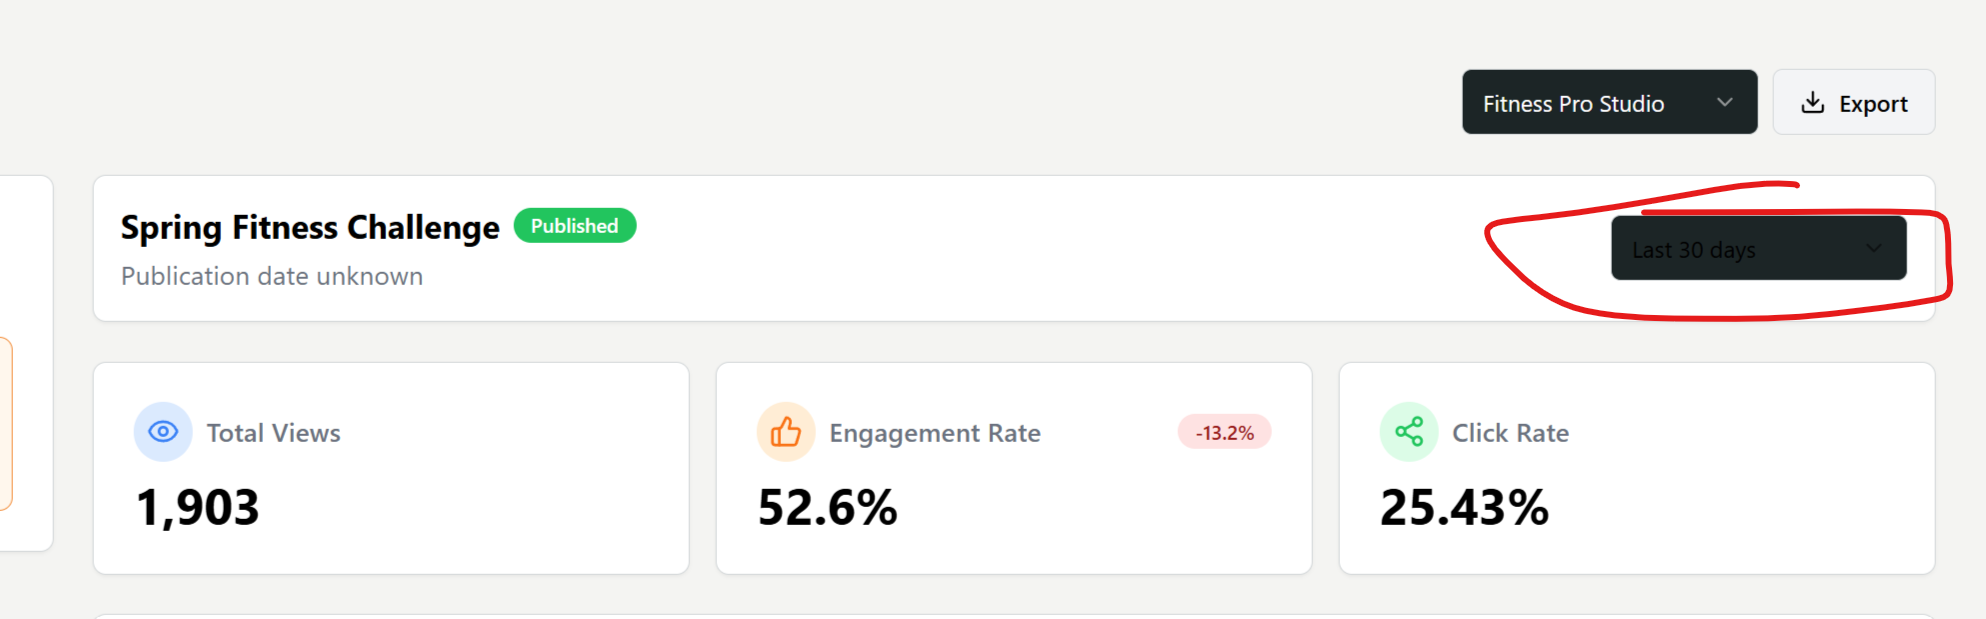 Fitness Pro Studio
Export
Spring Fitness Challenge
Published
Publication date unknown
Last 30 days
Total Views
1,903
Engagement Rate
-13.2%
52.6%
Click Rate
25.43%